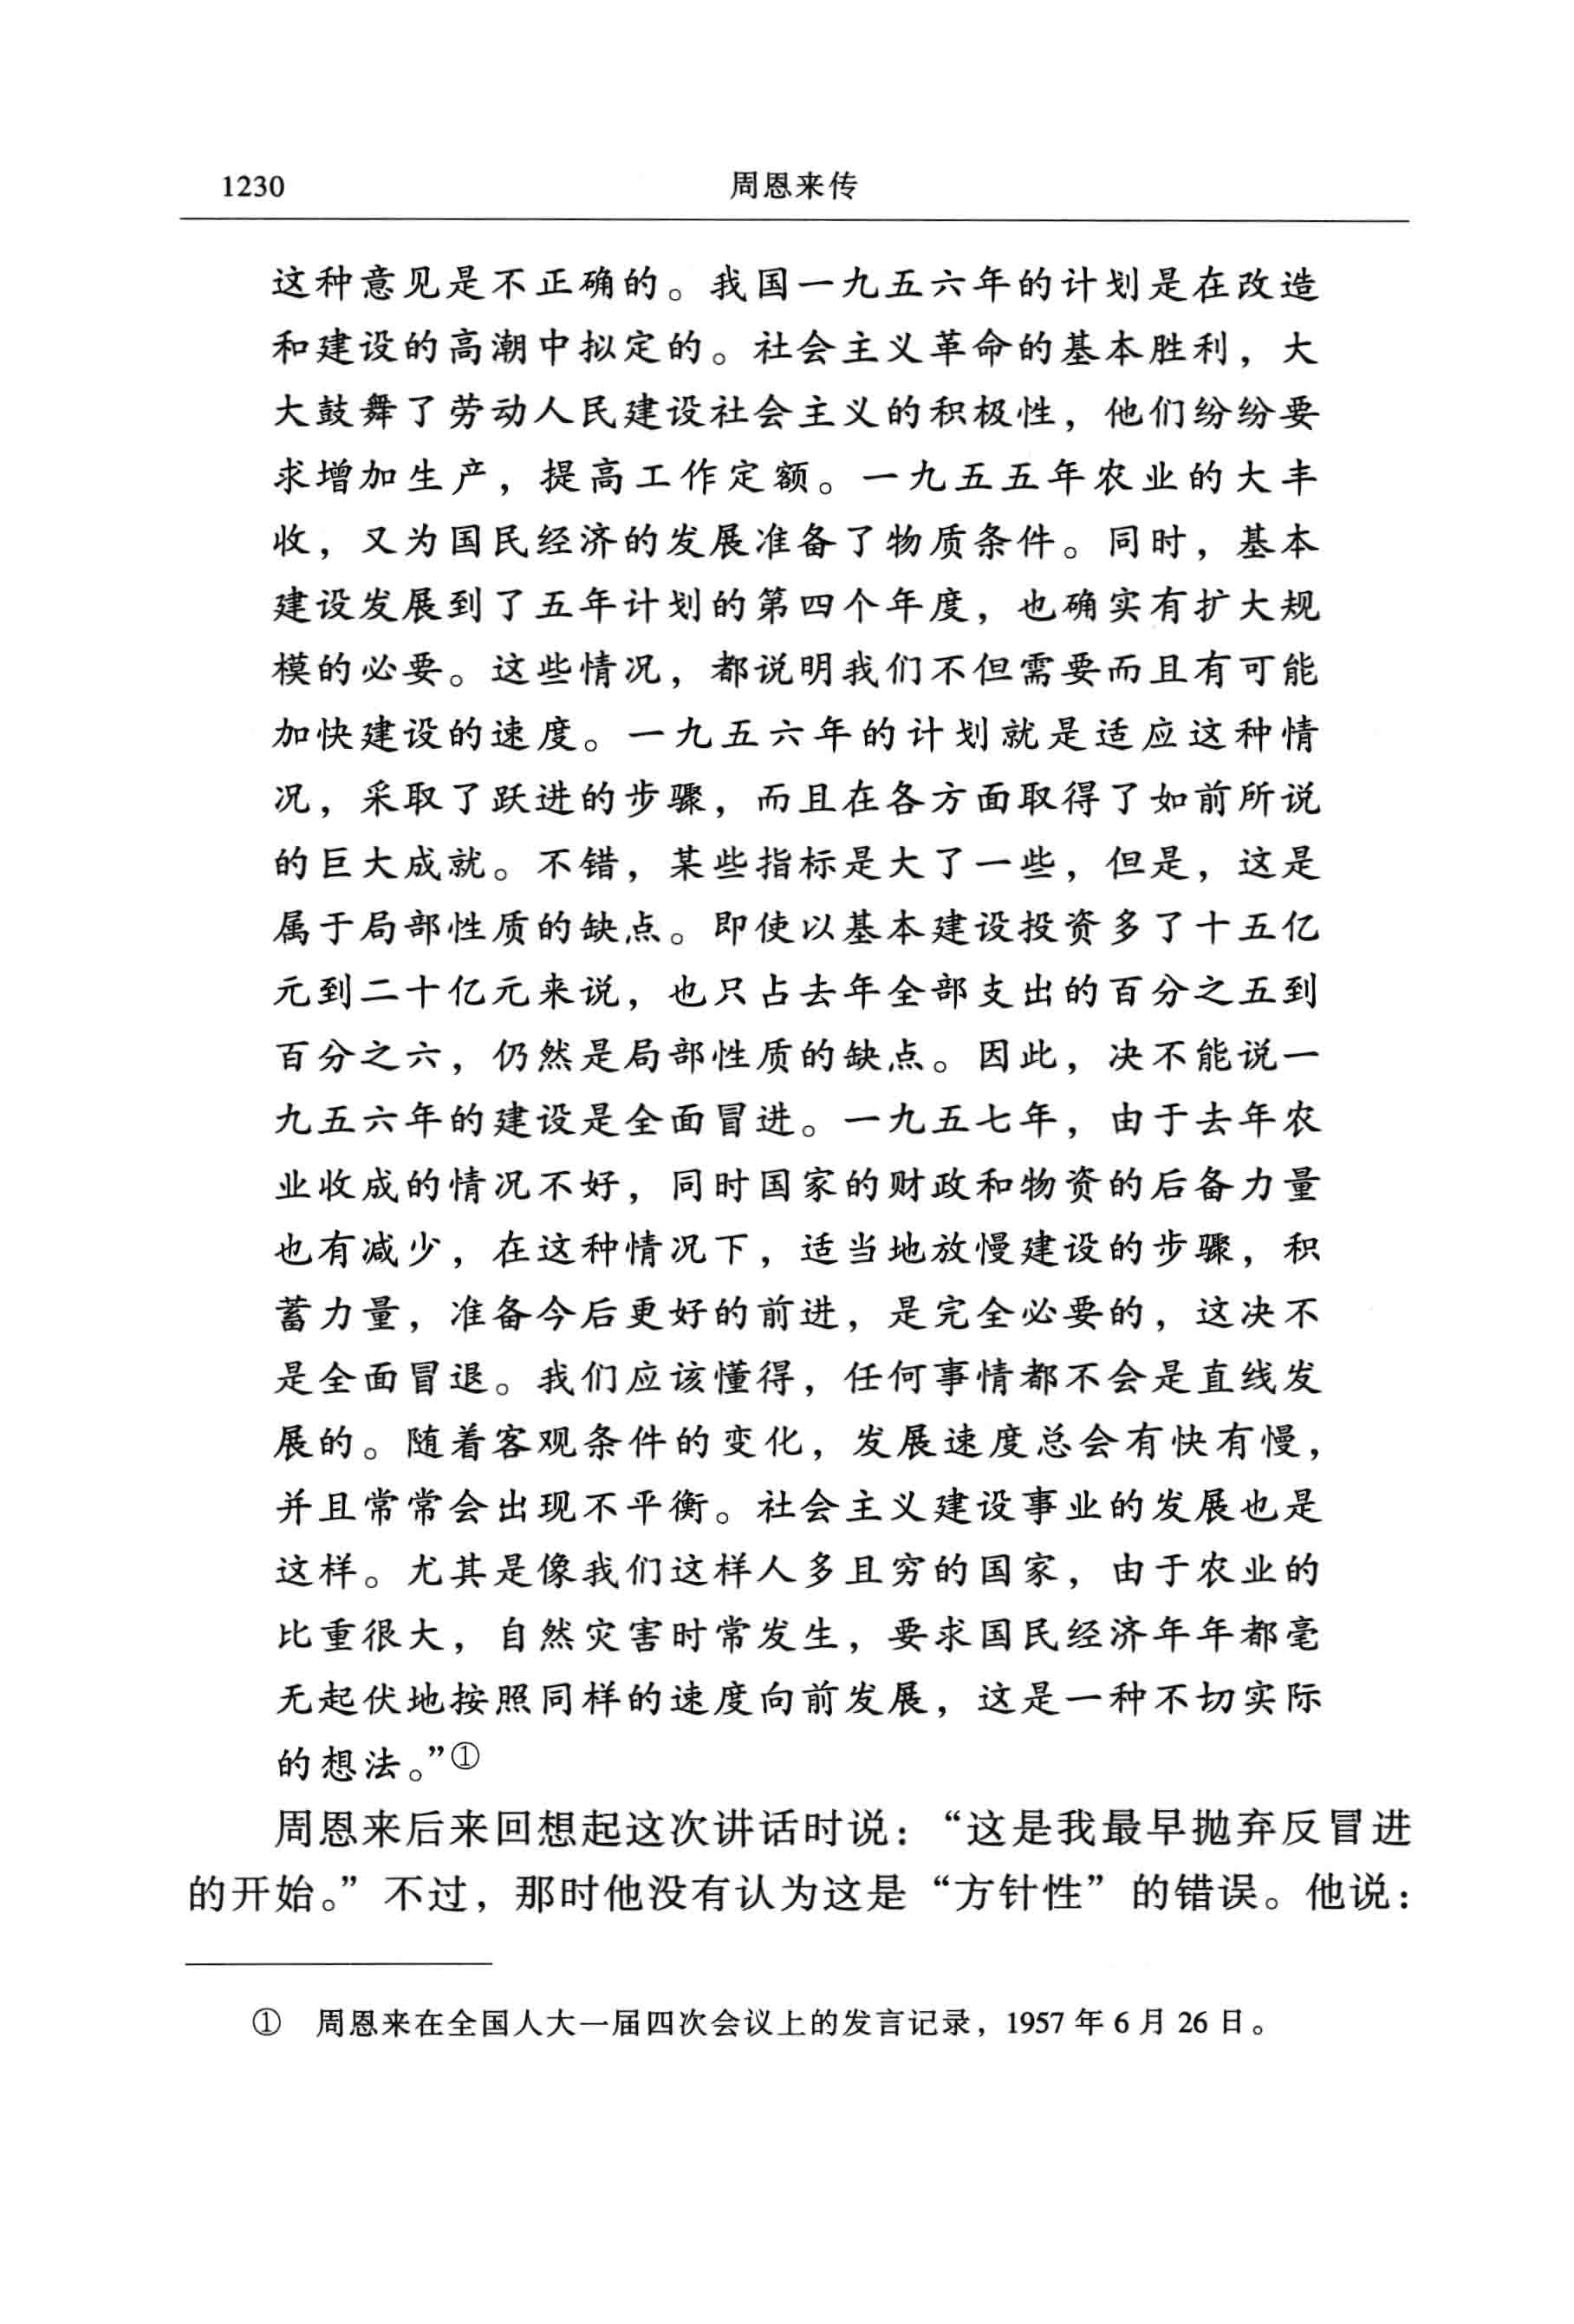 1230
周恩来传
这种意见是不正确的。我国一九五六年的计划是在改造
和建设的高潮中拟定的。社会主义革命的基本胜利，大
大鼓舞了劳动人民建设社会主义的积极性，他们纷纷要
求增加生产，提高工作定额。一九五五年农业的大丰
收，又为国民经济的发展准备了物质条件。同时，基本
建设发展到了五年计划的第四个年度，也确实有扩大规
模的必要。这些情况，都说明我们不但需要而且有可能
加快建设的速度。一九五六年的计划就是适应这种情
况，采取了跃进的步骤，而且在各方面取得了如前所说
的巨大成就。不错，某些指标是大了一些，但是，这是
属于局部性质的缺点。即使以基本建设投资多了十五亿
元到二十亿元来说，也只占去年全部支出的百分之五到
百分之六，仍然是局部性质的缺点。因此，决不能说一
九五六年的建设是全面冒进。一九五七年，由于去年农
业收成的情况不好，同时国家的财政和物资的后备力量
也有减少，在这种情况下，适当地放慢建设的步骤，积
蓄力量，准备今后更好的前进，是完全必要的，这决不
是全面冒退。我们应该懂得，任何事情都不会是直线发
展的。随着客观条件的变化，发展速度总会有快有慢，
并且常常会出现不平衡。社会主义建设事业的发展也是
这样。尤其是像我们这样人多且穷的国家，由于农业的
比重很大，自然灾害时常发生，要求国民经济年年都毫
无起伏地按照同样的速度向前发展，这是一种不切实际
的想法。”①
周恩来后来回想起这次讲话时说：“这是我最早抛弃反冒进
的开始。”不过，那时他没有认为这是“方针性”的错误。他说：
① 周恩来在全国人大一届四次会议上的发言记录，1957 年 6 月 26 日。